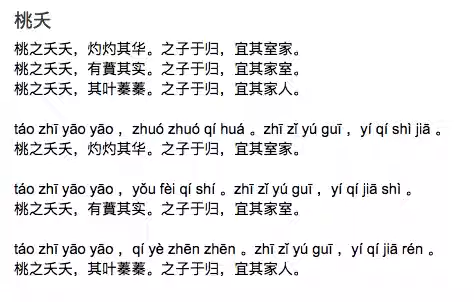 桃夭
桃之夭夭，灼灼其华。之子于归，宜其室家。
桃之夭夭，有蕡其实。之子于归，宜其家室。
桃之夭夭，其叶蓁蓁。之子于归，宜其家人。
táo zhī yāo yāo ，zhuó zhuó qí huá 。zhī zǐ yú guī ，yí qí shì jiā 。
桃之夭夭，灼灼其华。之子于归，宜其室家。
táo zhī yāo yāo ，yǒu fèi qí shí 。zhī zǐ yú guī ，yí qí jiā shì 。
桃之夭夭，有蕡其实。之子于归，宜其家室。
táo zhī yāo yāo ，qí yè zhēn zhēn 。zhī zǐ yú guī ，yí qí jiā rén 。
桃之夭夭，其叶蓁蓁。之子于归，宜其家人。